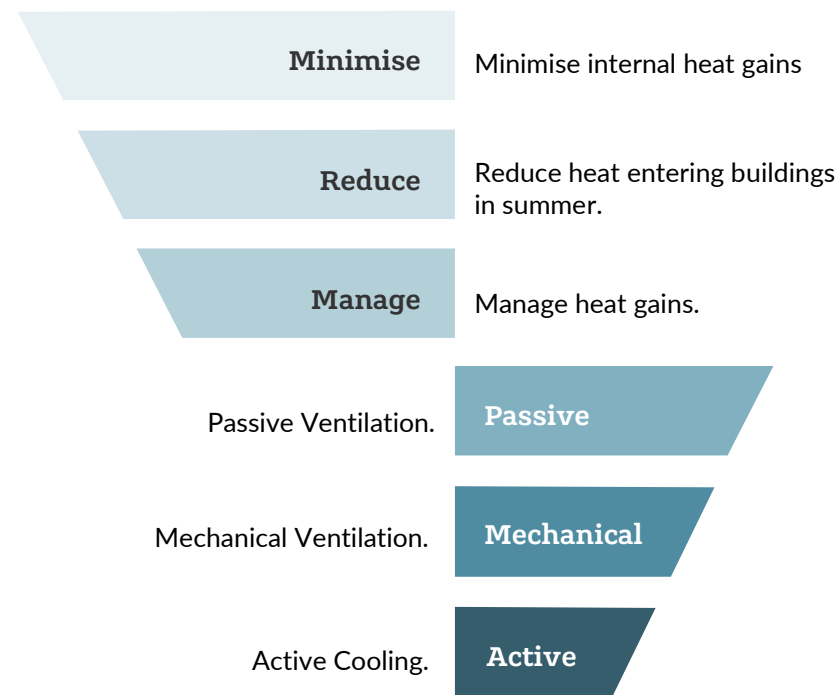 Minimise
Minimise internal heat gains
Reduce
Reduce heat entering buildings
in summer.
Manage
Manage heat gains.
Passive Ventilation.
Passive
Mechanical Ventilation.
Mechanical
Active Cooling.
Active